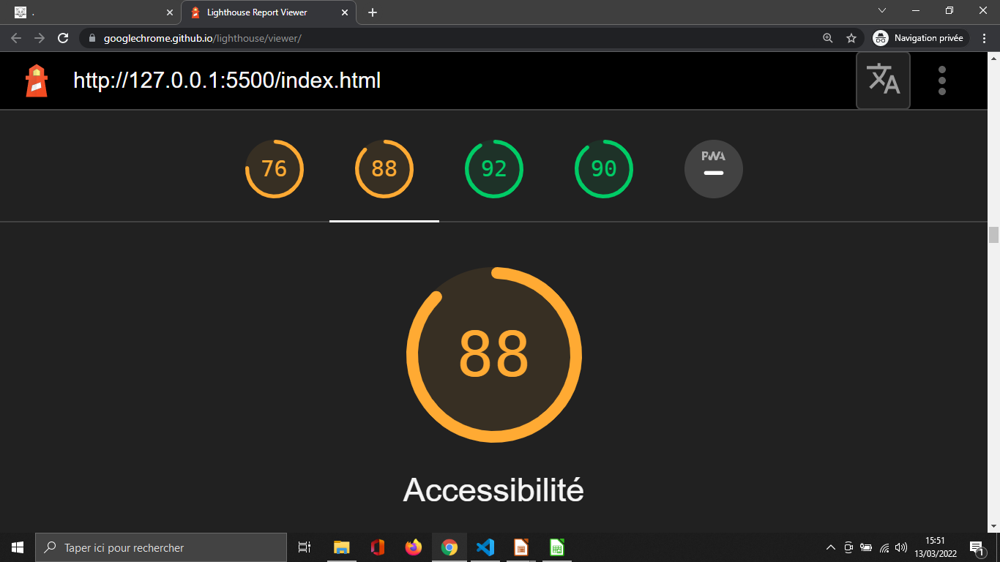 .
Lighthouse Report Viewer
googlechrome.github.io/lighthouse/viewer/
Navigation privée
http://127.0.0.1:5500/index.html
76
88
92
90
PWA
88
Accessibilité
Taper ici pour rechercher
15:51
13/03/2022
1